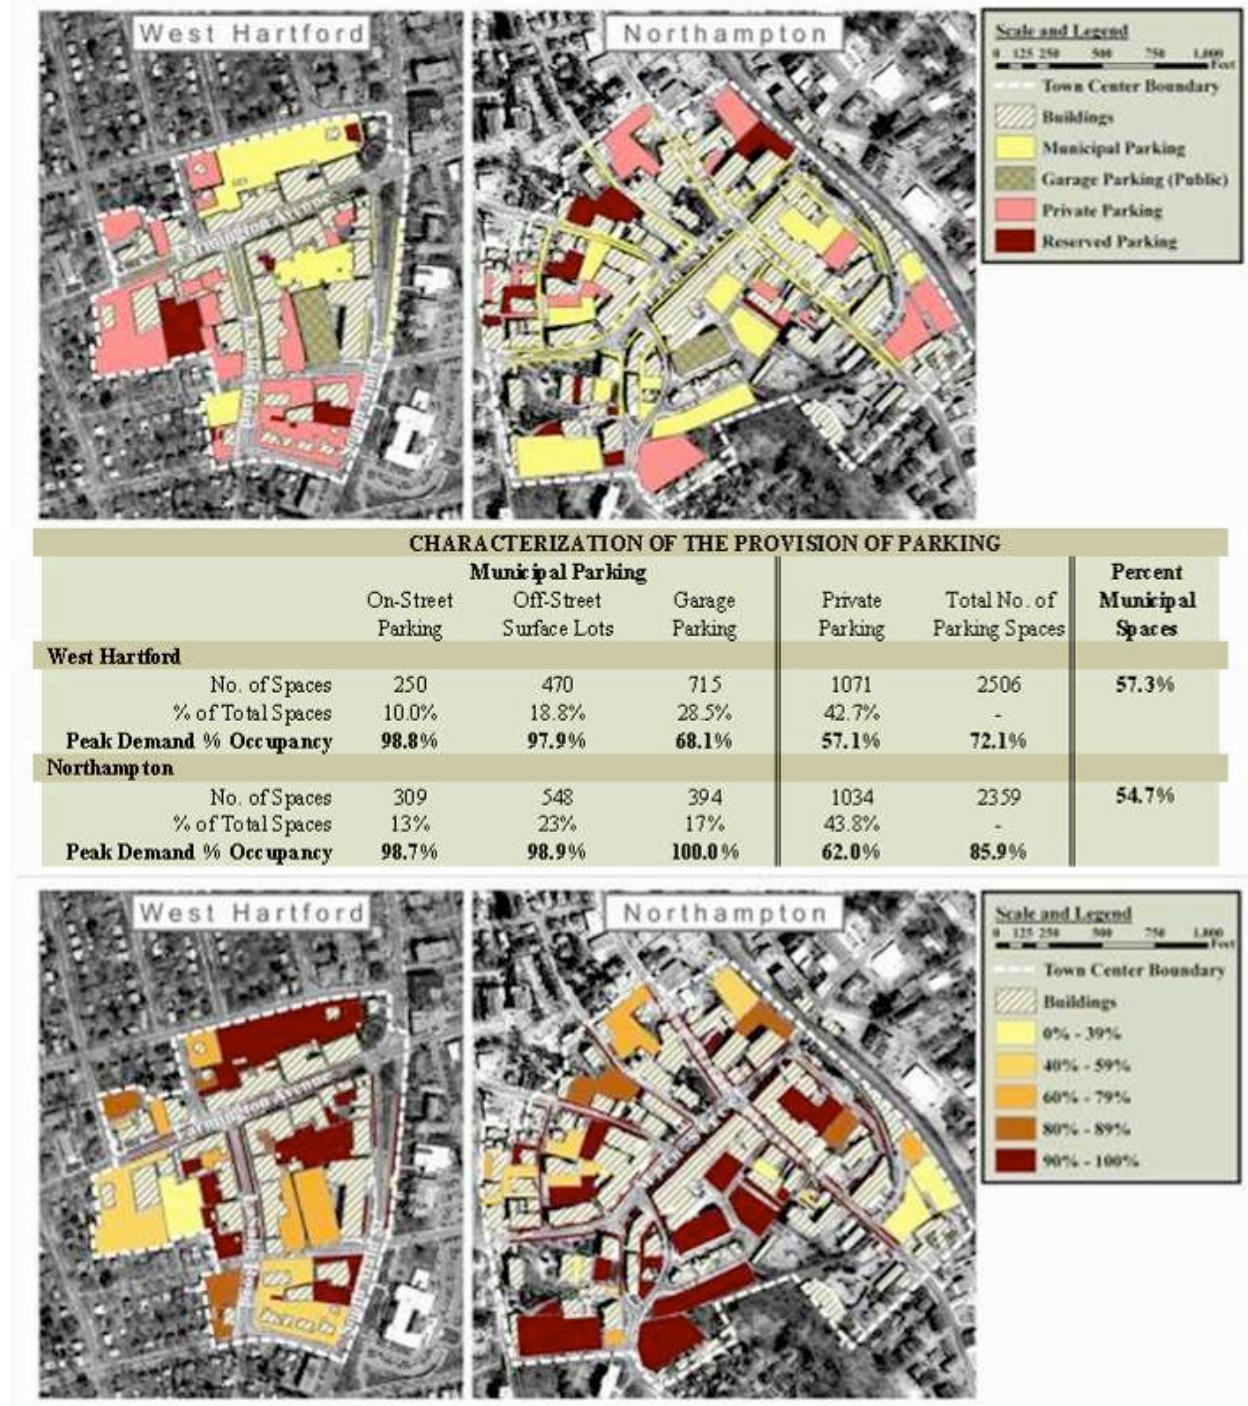 West Hartford
Northampton
Scale and Legend
0 125 250 500 750 1,000
Feet
Town Center Boundary
Buildings
Municipal Parking
Garage Parking (Public)
Private Parking
Reserved Parking
CHARACTERIZATION OF THE PROVISION OF PARKING
Municipal Parking Percent
On-Street Off-Street Garage Private Total No. of Municipal
Parking Surface Lots Parking Parking Parking Spaces Spaces
West Hartford
No. of Spaces 250 470 715 1071 2506 57.3%
% of Total Spaces 10.0% 18.8% 28.5% 42.7% -
Peak Demand % Occupancy 98.8% 97.9% 68.1% 57.1% 72.1%
Northampton
No. of Spaces 309 548 394 1034 2359 54.7%
% of Total Spaces 13% 23% 17% 43.8% -
Peak Demand % Occupancy 98.7% 98.9% 100.0% 62.0% 85.9%
West Hartford
Northampton
Scale and Legend
0 125 250 500 750 1,000
Feet
Town Center Boundary
Buildings
0% - 39%
40% - 59%
60% - 79%
80% - 89%
90% - 100%